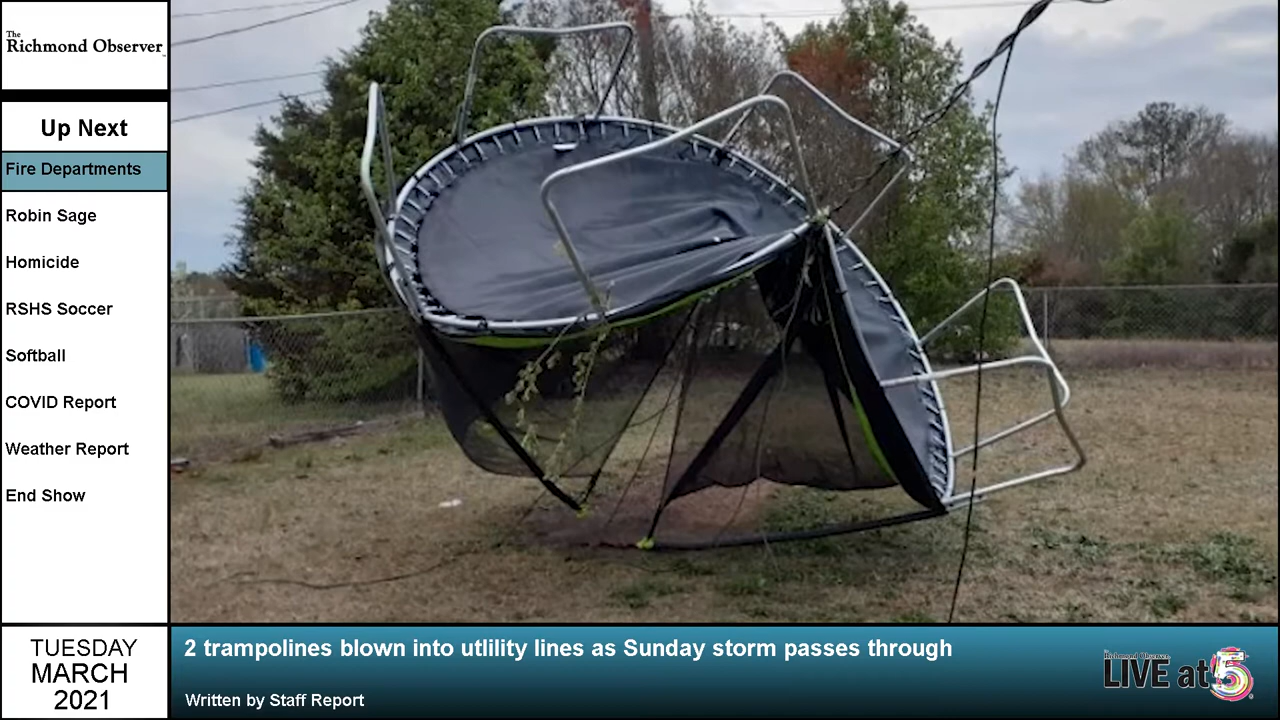 The
Richmond Observer
Up Next
Fire Departments
Robin Sage
Homicide
RSHS Soccer
Softball
COVID Report
Weather Report
End Show
TUESDAY
MARCH
2021
2 trampolines blown into utlility lines as Sunday storm passes through
Written by Staff Report
The Richmond Observer
LIVE at 5